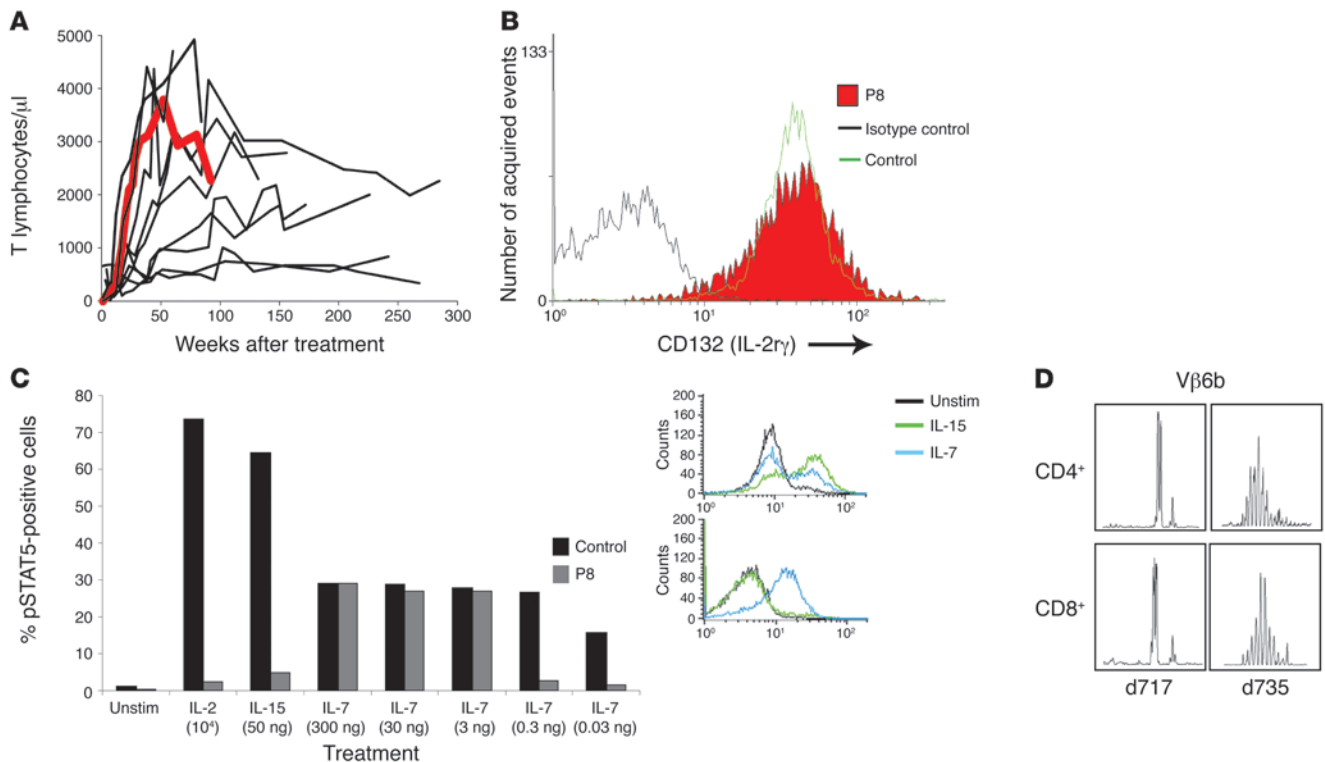 A
T lymphocytes/μl
5000
4000
3000
2000
1000
0
0 50 100 150 200 250 300
Weeks after treatment
B
Number of acquired events
133
0
10⁰ 10¹ 10²
CD132 (IL-2rγ)
P8
Isotype control
Control
C
% pSTAT5-positive cells
80
70
60
50
40
30
20
10
0
Control
P8
Unstim
IL-2 (10⁴)
IL-15 (50 ng)
IL-7 (300 ng)
IL-7 (30 ng)
IL-7 (3 ng)
IL-7 (0.3 ng)
IL-7 (0.03 ng)
Treatment
Counts
200
160
120
80
40
0
10⁰ 10¹ 10²
Unstim
IL-15
IL-7
Counts
200
160
120
80
40
0
10⁰ 10¹ 10²
D
Vβ6b
CD4⁺
CD8⁺
d717 d735